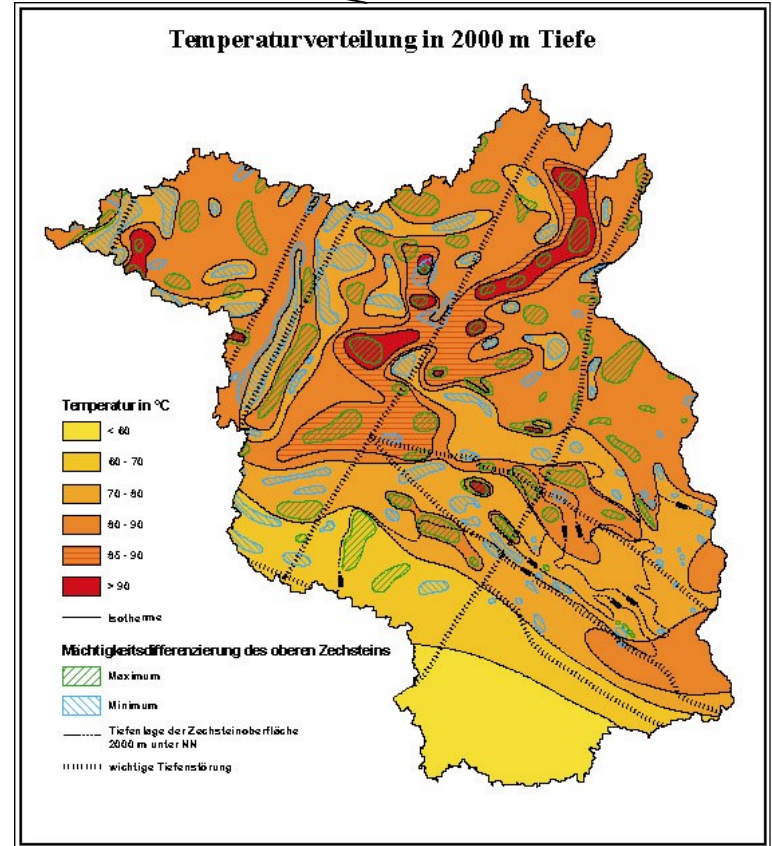 Temperaturverteilung in 2000 m Tiefe
Temperatur in °C
< 60
60 - 70
70 - 80
80 - 90
85 - 90
> 90
Isotherme
Mächtigkeitsdifferenzierung des oberen Zechsteins
Maximum
Minimum
Tiefenlage der Zechsteinoberfläche
2000 m unter NN
wichtige Tiefenstörung